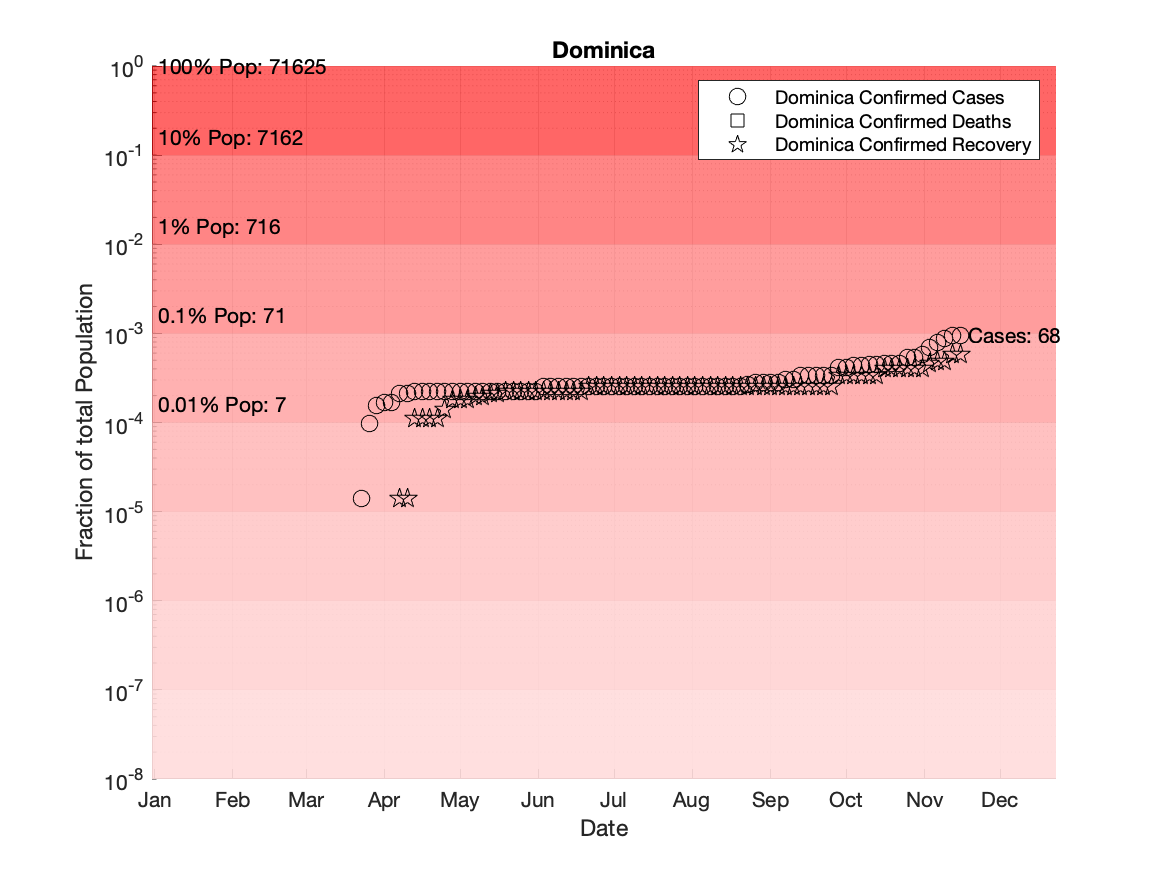 Dominica
10^0
100% Pop: 71625
Dominica Confirmed Cases
Dominica Confirmed Deaths
Dominica Confirmed Recovery
10% Pop: 7162
10^-1
1% Pop: 716
10^-2
0.1% Pop: 71
10^-3
Cases: 68
0.01% Pop: 7
10^-4
10^-5
10^-6
10^-7
10^-8
Fraction of total Population
Jan Feb Mar Apr May Jun Jul Aug Sep Oct Nov Dec
Date